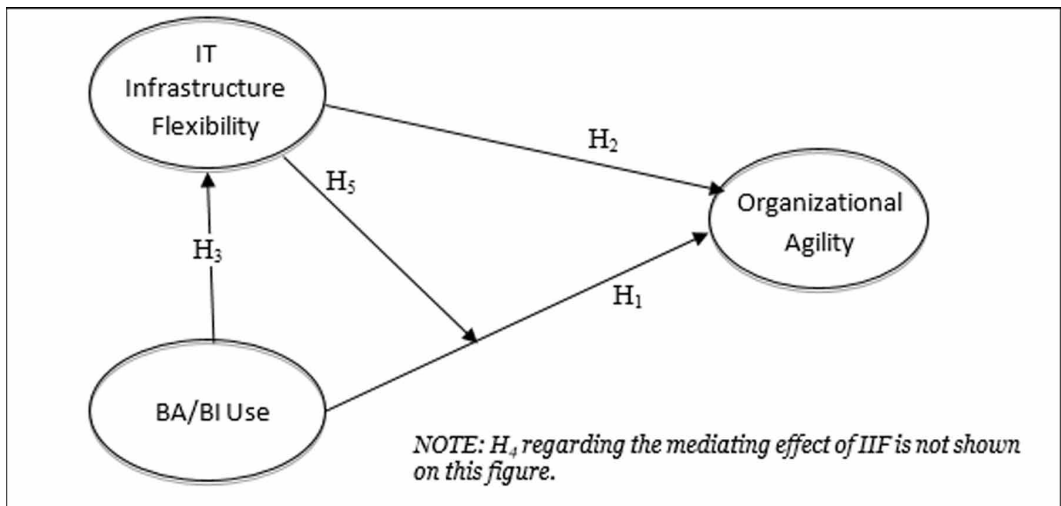 IT
Infrastructure
Flexibility
H₂
H₅
Organizational
Agility
H₃
H₁
BA/BI Use
NOTE: H₄ regarding the mediating effect of IIF is not shown
on this figure.